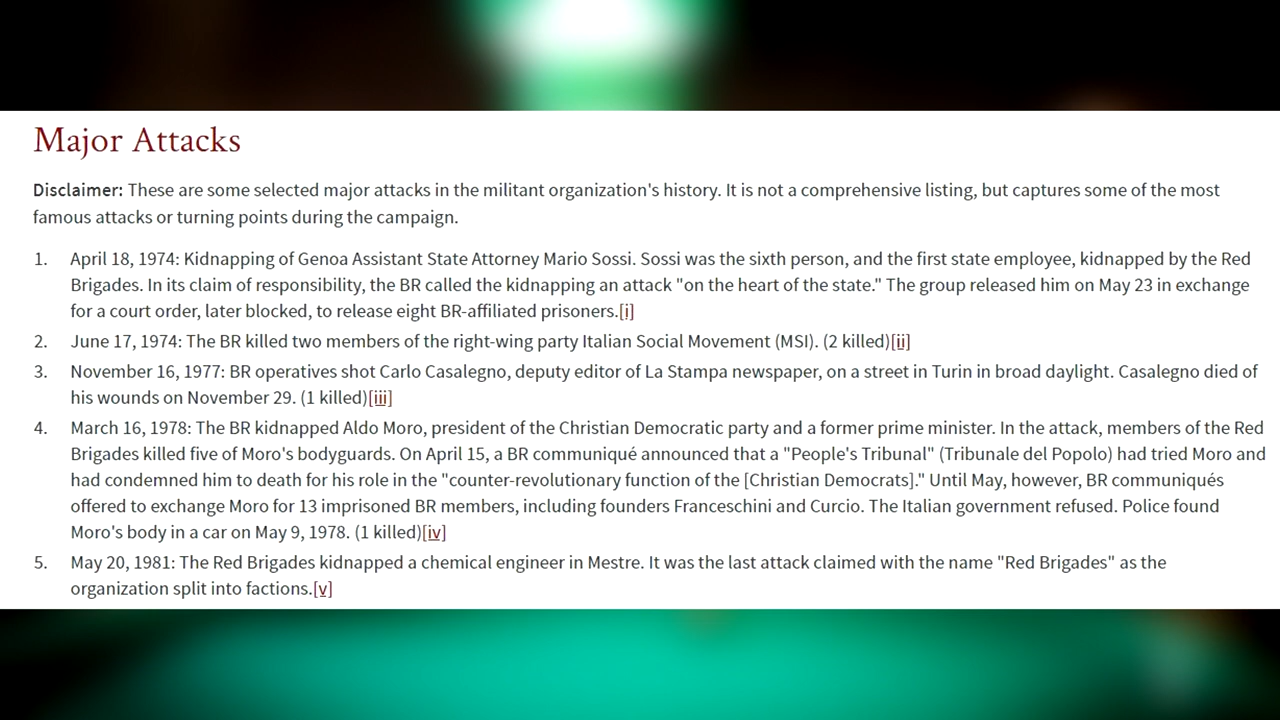 Major Attacks
Disclaimer: These are some selected major attacks in the militant organization's history. It is not a comprehensive listing, but captures some of the most
famous attacks or turning points during the campaign.
1. April 18, 1974: Kidnapping of Genoa Assistant State Attorney Mario Sossi. Sossi was the sixth person, and the first state employee, kidnapped by the Red
Brigades. In its claim of responsibility, the BR called the kidnapping an attack "on the heart of the state." The group released him on May 23 in exchange
for a court order, later blocked, to release eight BR-affiliated prisoners.[i]
2. June 17, 1974: The BR killed two members of the right-wing party Italian Social Movement (MSI). (2 killed)[ii]
3. November 16, 1977: BR operatives shot Carlo Casalegno, deputy editor of La Stampa newspaper, on a street in Turin in broad daylight. Casalegno died of
his wounds on November 29. (1 killed)[iii]
4. March 16, 1978: The BR kidnapped Aldo Moro, president of the Christian Democratic party and a former prime minister. In the attack, members of the Red
Brigades killed five of Moro's bodyguards. On April 15, a BR communiqué announced that a "People's Tribunal" (Tribunale del Popolo) had tried Moro and
had condemned him to death for his role in the "counter-revolutionary function of the [Christian Democrats]." Until May, however, BR communiqués
offered to exchange Moro for 13 imprisoned BR members, including founders Franceschini and Curcio. The Italian government refused. Police found
Moro's body in a car on May 9, 1978. (1 killed)[iv]
5. May 20, 1981: The Red Brigades kidnapped a chemical engineer in Mestre. It was the last attack claimed with the name "Red Brigades" as the
organization split into factions.[v]